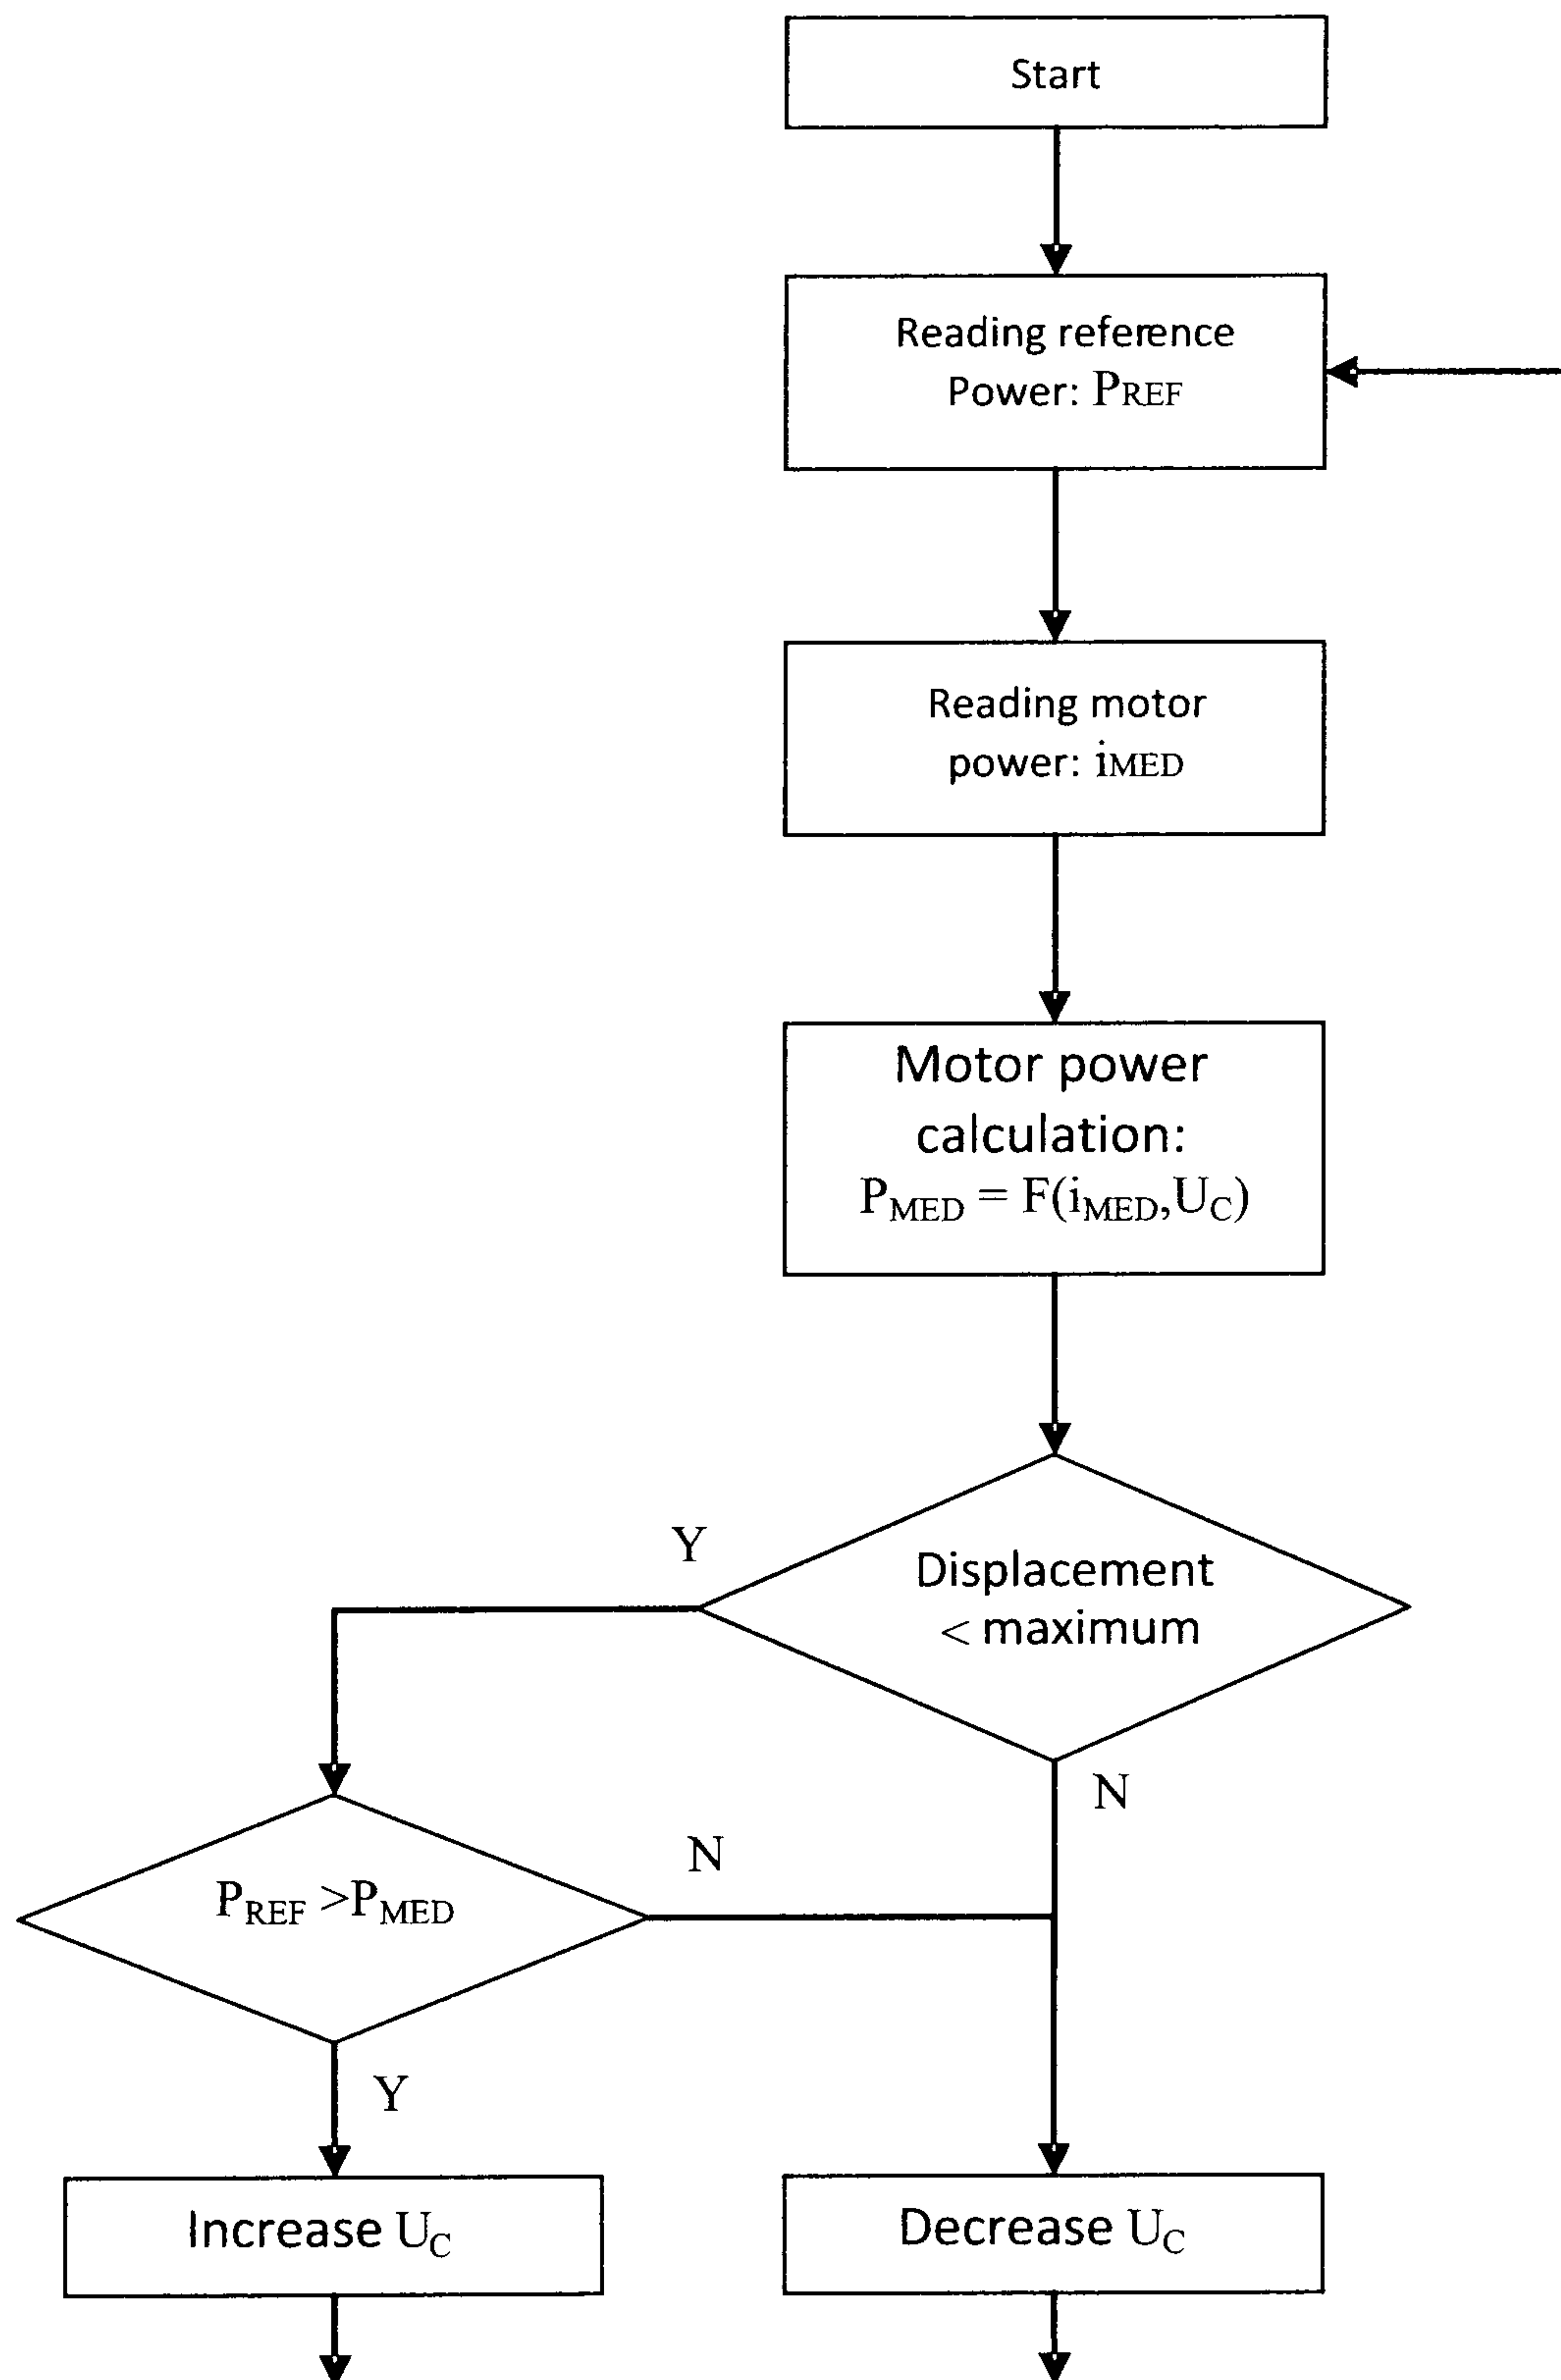 Start
Reading reference
Power: PREF
Reading motor
power: iMED
Motor power
calculation:
PMED = F(iMED,UC)
Y
Displacement
< maximum
N
N
PREF >PMED
Y
Increase UC
Decrease UC